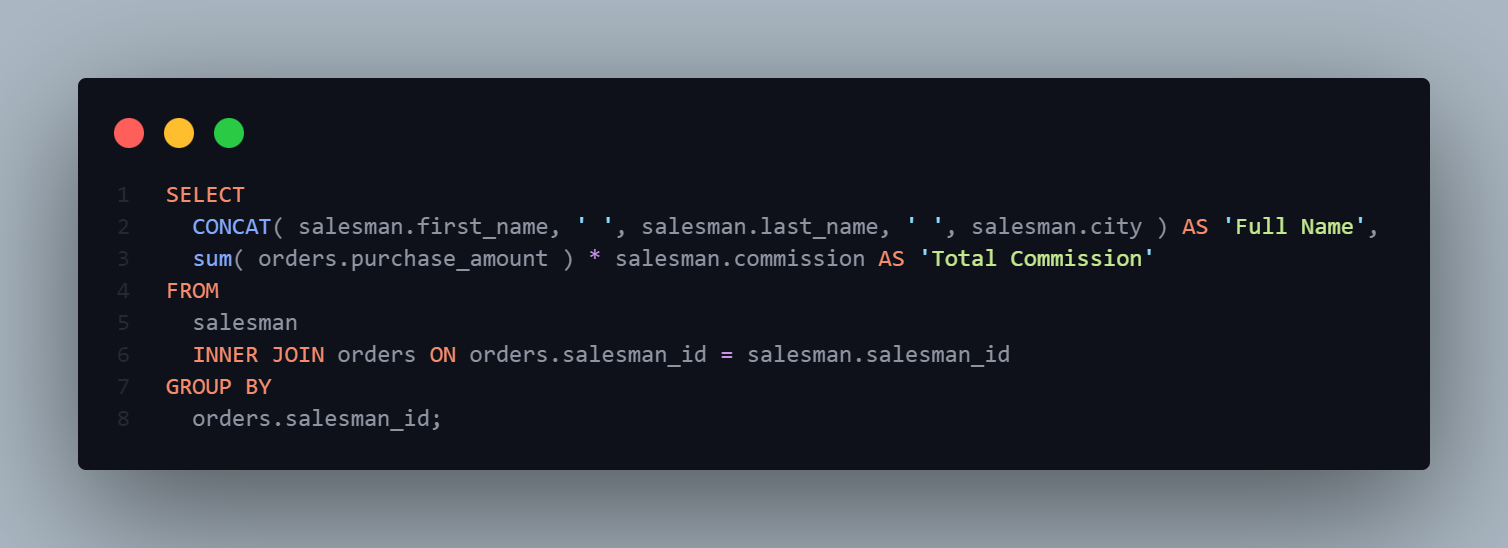 1 SELECT
2 CONCAT( salesman.first_name, ' ', salesman.last_name, ' ', salesman.city ) AS 'Full Name',
3 sum( orders.purchase_amount ) * salesman.commission AS 'Total Commission'
4 FROM
5 salesman
6 INNER JOIN orders ON orders.salesman_id = salesman.salesman_id
7 GROUP BY
8 orders.salesman_id;